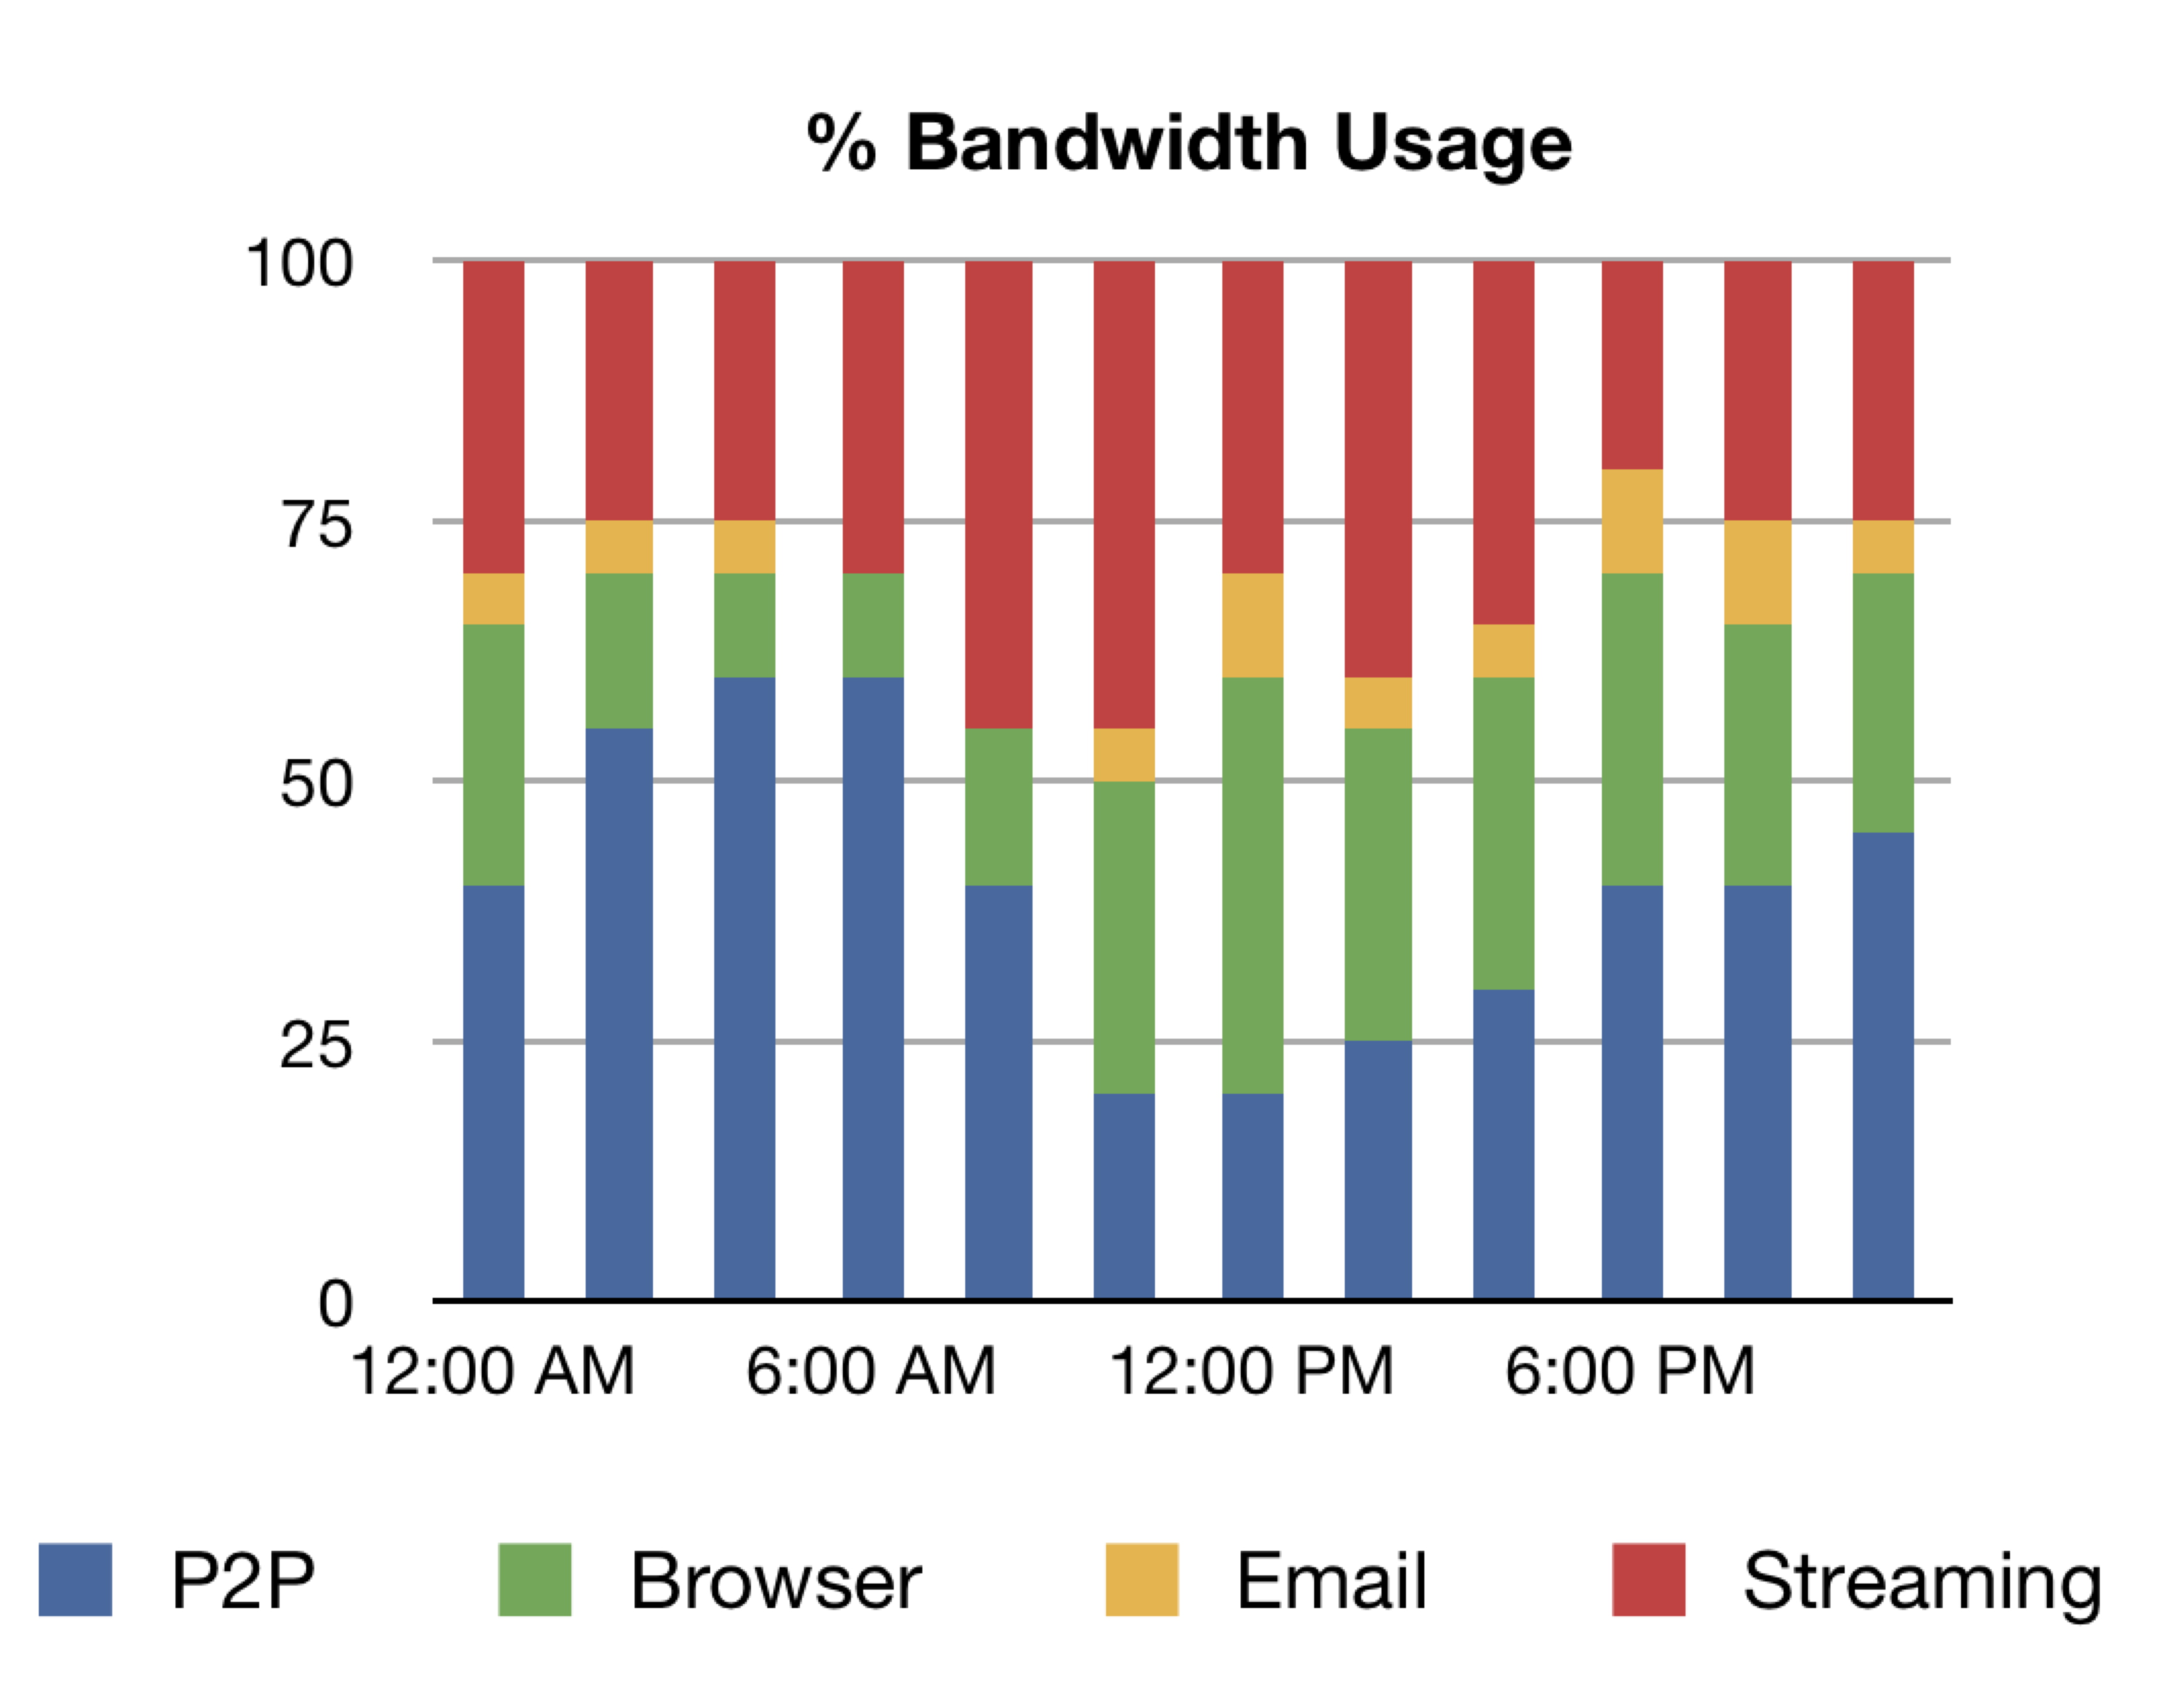 % Bandwidth Usage
100
75
50
25
0
12:00 AM 6:00 AM 12:00 PM 6:00 PM
P2P Browser Email Streaming